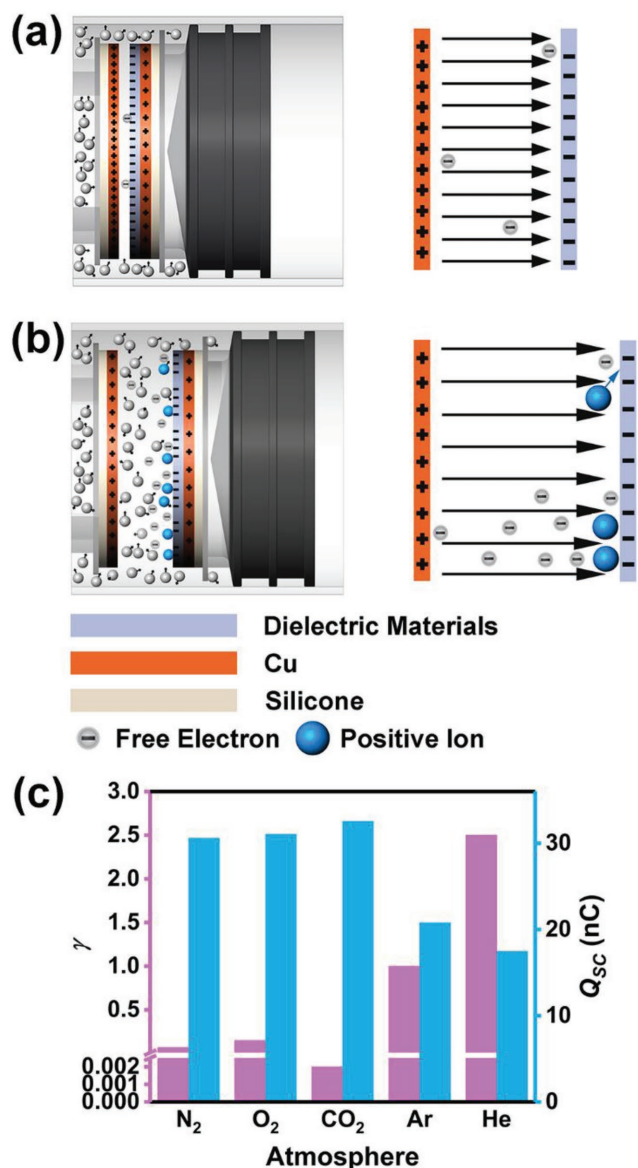 (a)
(b)
Dielectric Materials
Cu
Silicone
Free Electron
Positive Ion
(c)
3.0
2.5
2.0
1.5
1.0
0.5
0.002
0.001
0.000
γ
30
20
10
0
Q_SC (nC)
N₂ O₂ CO₂ Ar He
Atmosphere